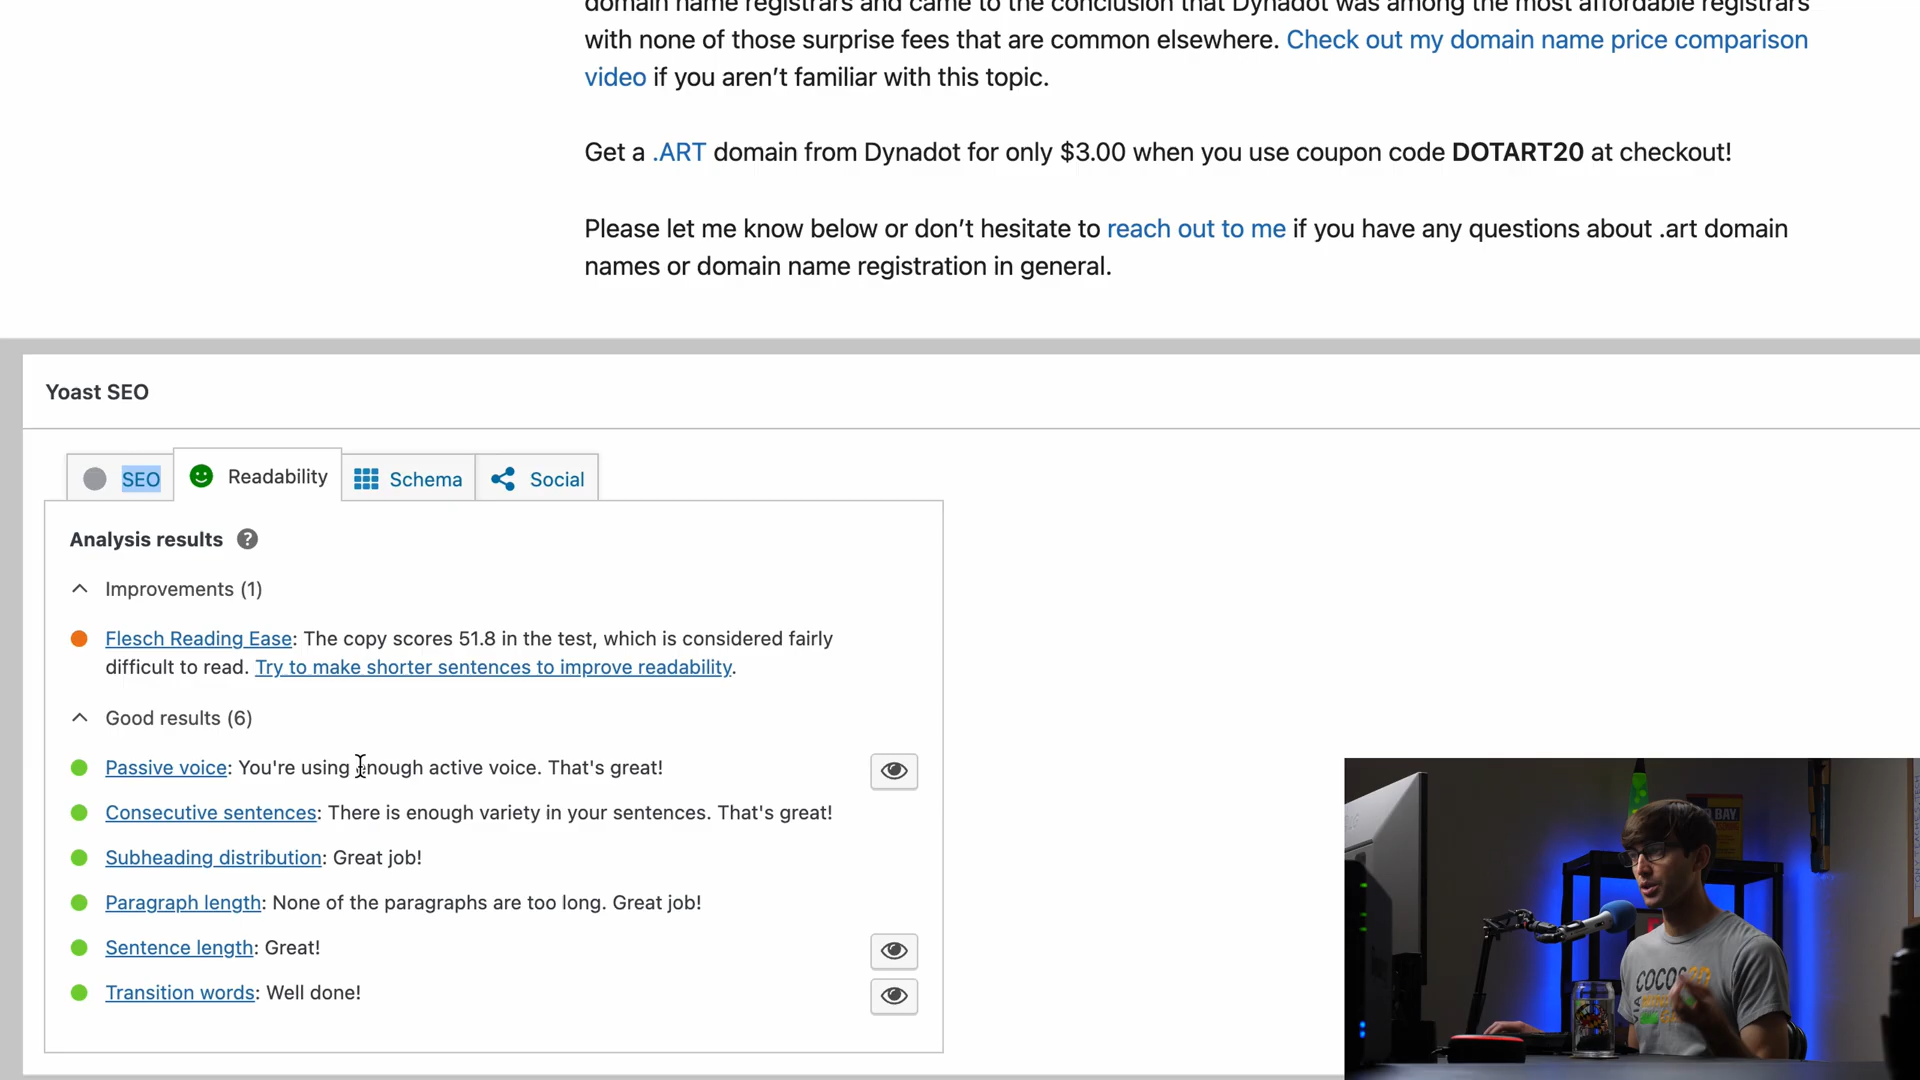 domain name registrars and came to the conclusion that Dynadot was among the most affordable registrars
with none of those surprise fees that are common elsewhere. Check out my domain name price comparison
video if you aren’t familiar with this topic.
Get a .ART domain from Dynadot for only $3.00 when you use coupon code DOTART20 at checkout!
Please let me know below or don’t hesitate to reach out to me if you have any questions about .art domain
names or domain name registration in general.
Yoast SEO
SEO
Readability
Schema
Social
Analysis results
Improvements (1)
Flesch Reading Ease: The copy scores 51.8 in the test, which is considered fairly
difficult to read. Try to make shorter sentences to improve readability.
Good results (6)
Passive voice: You're using enough active voice. That's great!
Consecutive sentences: There is enough variety in your sentences. That's great!
Subheading distribution: Great job!
Paragraph length: None of the paragraphs are too long. Great job!
Sentence length: Great!
Transition words: Well done!
BAY